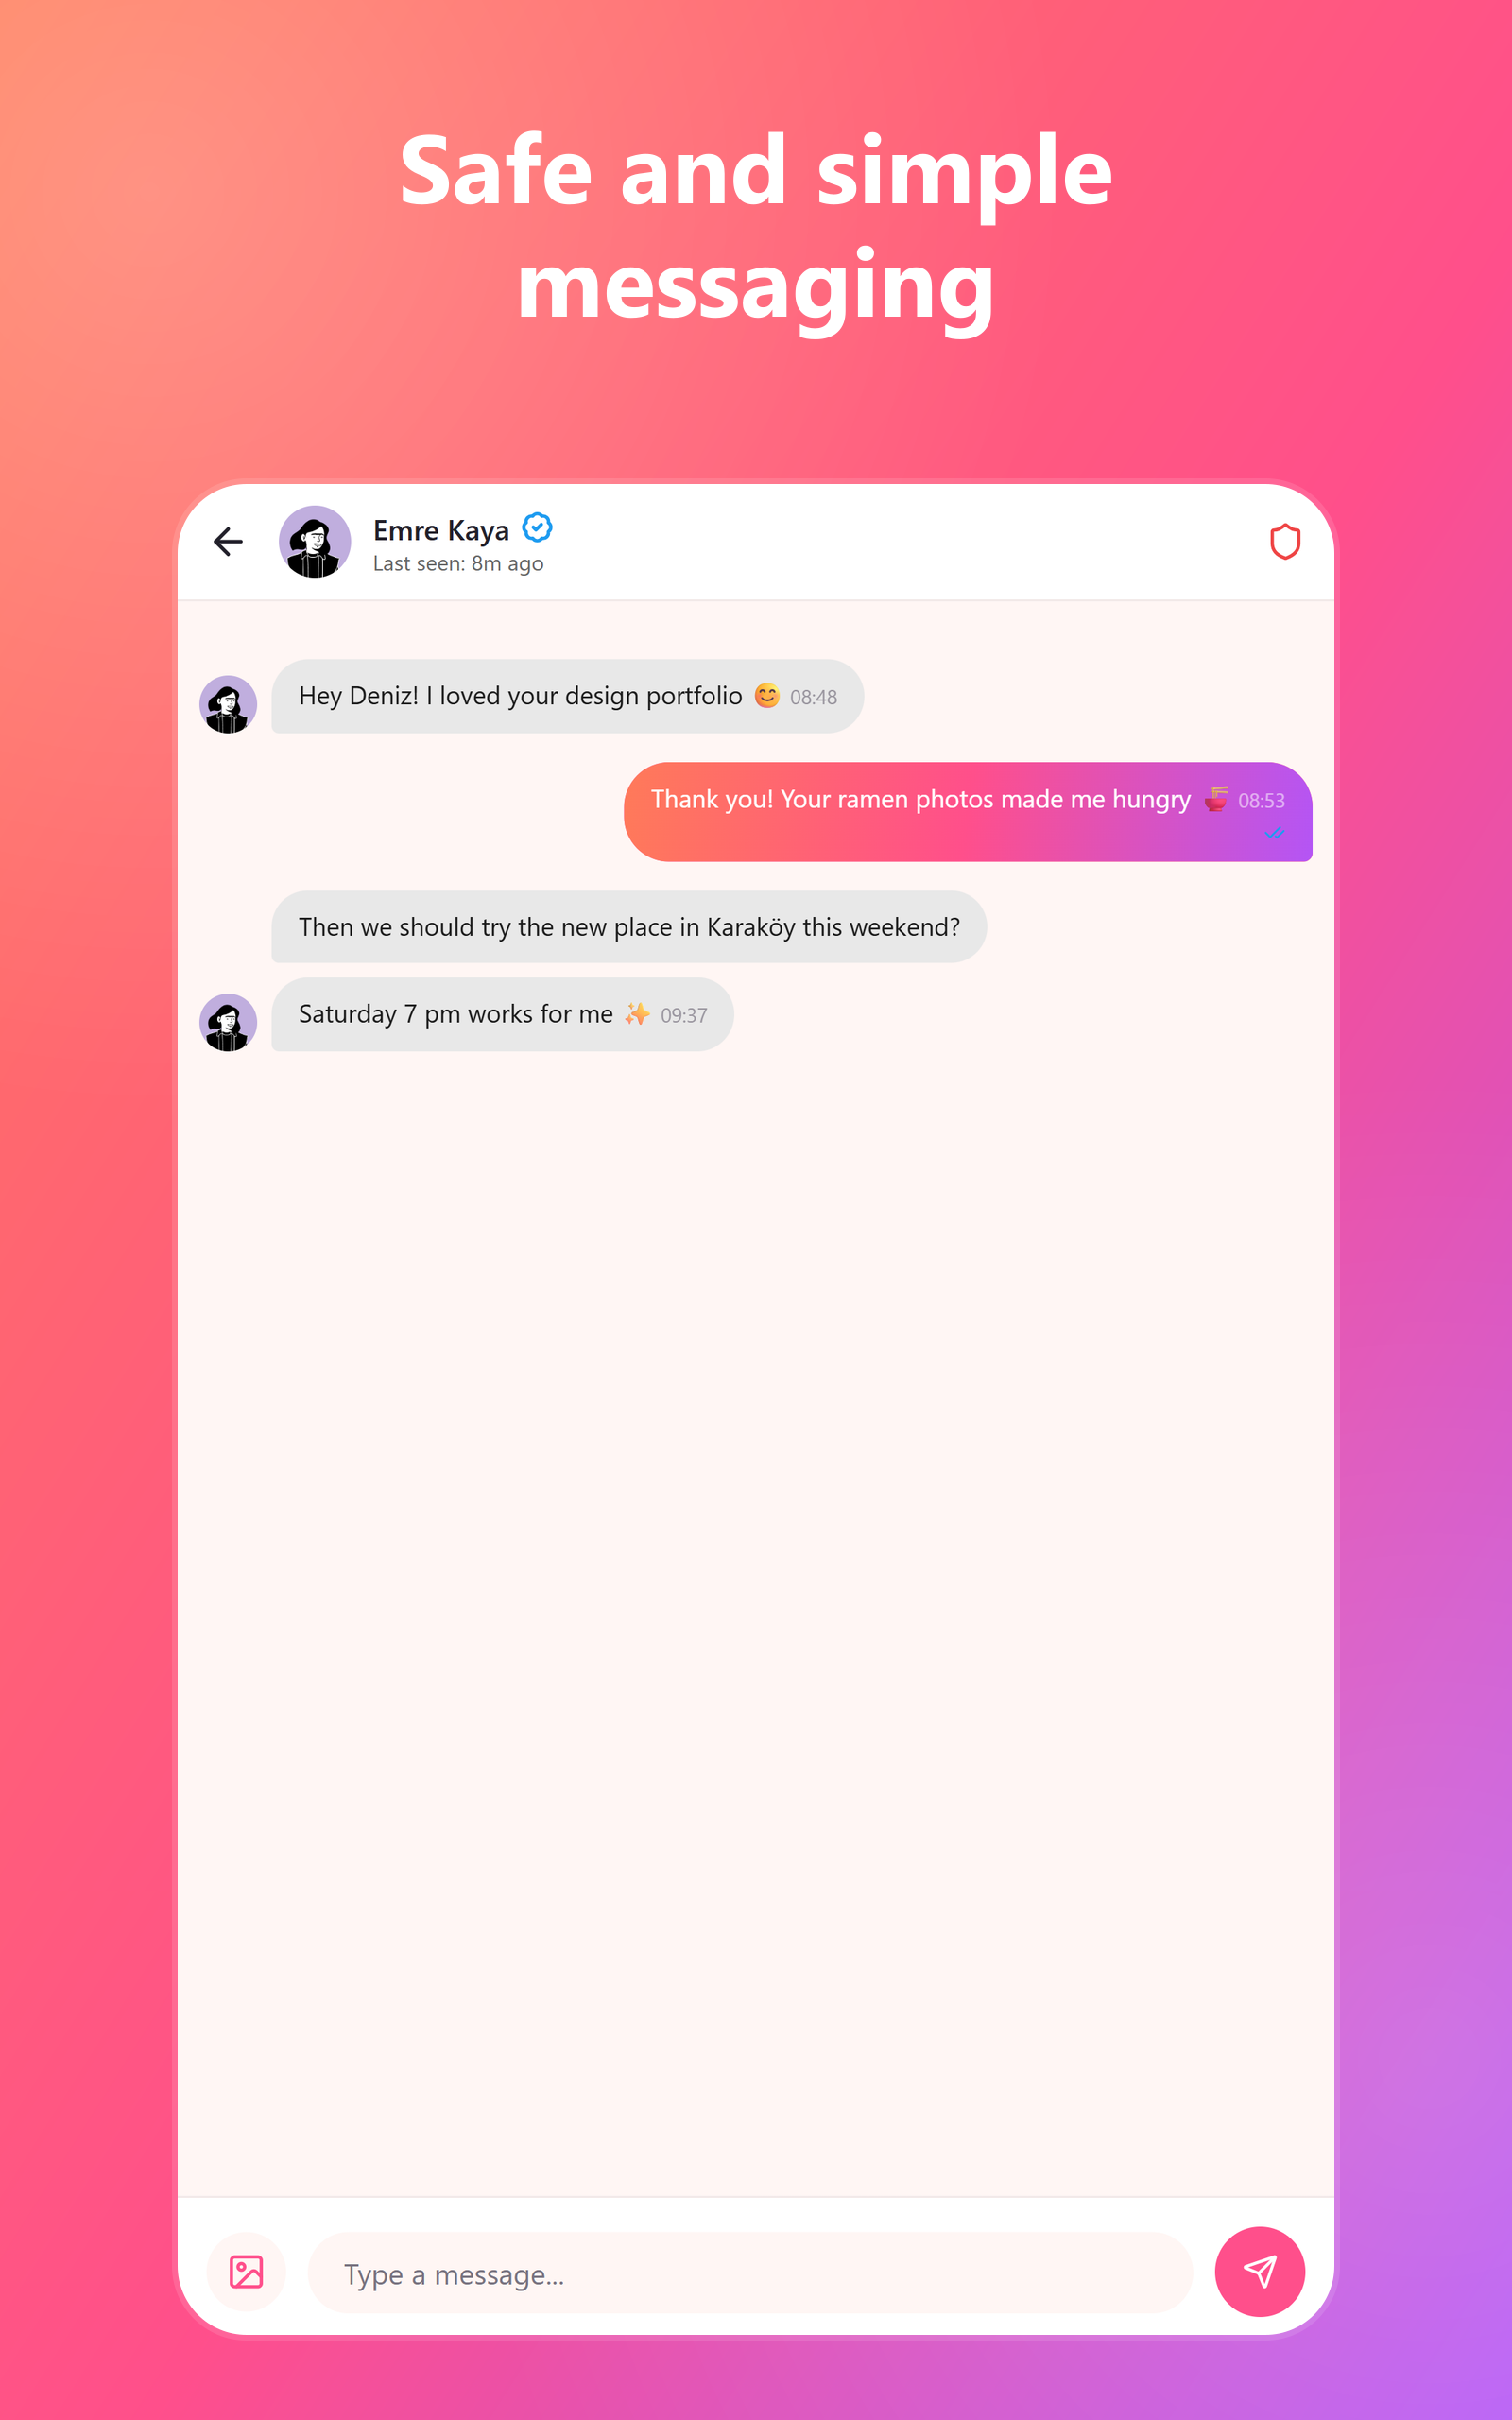 Safe and simple
messaging
Emre Kaya
Last seen: 8m ago
Hey Deniz! I loved your design portfolio 😊 08:48
Thank you! Your ramen photos made me hungry 🍜 08:53
Then we should try the new place in Karaköy this weekend?
Saturday 7 pm works for me ✨ 09:37
Type a message...